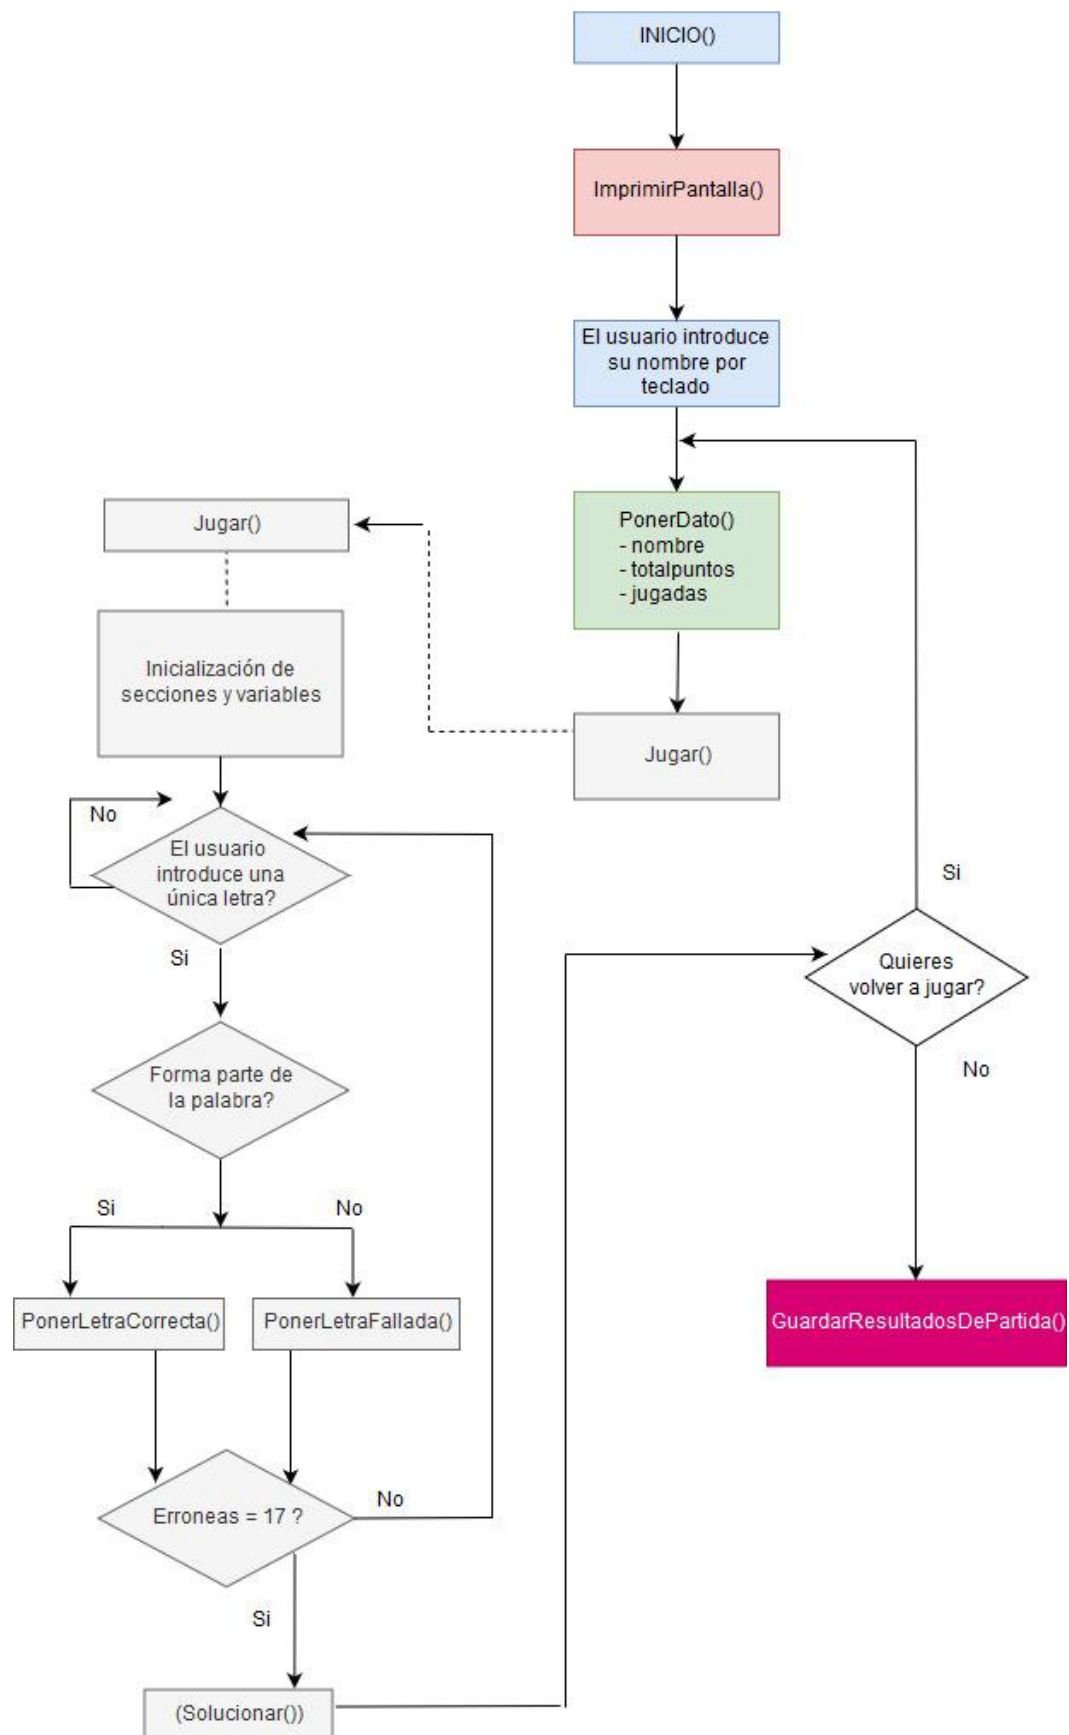 INICIO()
ImprimirPantalla()
El usuario introduce
su nombre por
teclado
PonerDato()
- nombre
- totalpuntos
- jugadas
Jugar()
Jugar()
Inicialización de
secciones y variables
No
El usuario
introduce una
única letra?
Si
Forma parte de
la palabra?
Si
No
PonerLetraCorrecta()
PonerLetraFallada()
Erroneas = 17 ?
No
Si
(Solucionar())
Si
Quieres
volver a jugar?
No
GuardarResultadosDePartida()